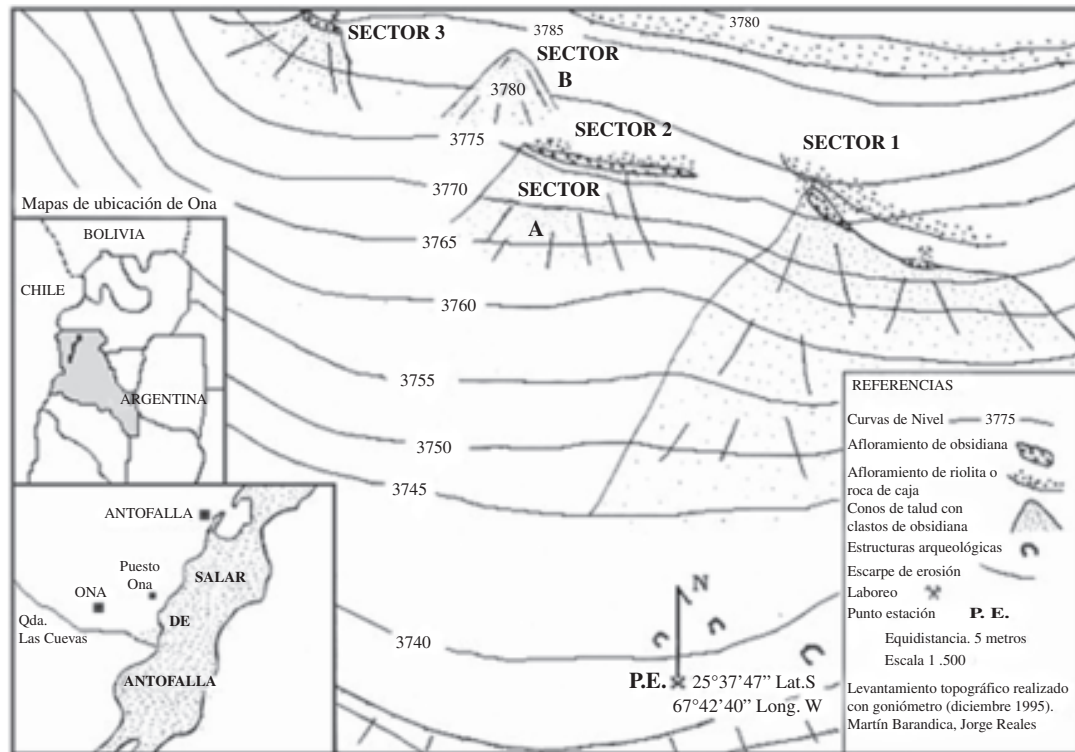 3785
3780
SECTOR 3
SECTOR
B
3780
3775
SECTOR 2
SECTOR 1
3770
SECTOR
A
3765
3760
3755
3750
3745
3740
Mapas de ubicación de Ona
BOLIVIA
CHILE
ARGENTINA
ANTOFALLA
Puesto
Ona
SALAR
ONA
DE
Qda.
Las Cuevas
ANTOFALLA
N
P.E. 25°37'47” Lat.S
67°42'40” Long. W
REFERENCIAS
Curvas de Nivel 3775
Afloramiento de obsidiana
Afloramiento de riolita o
roca de caja
Conos de talud con
clastos de obsidiana
Estructuras arqueológicas
Escarpe de erosión
Laboreo
Punto estación P. E.
Equidistancia. 5 metros
Escala 1 .500
Levantamiento topográfico realizado
con goniómetro (diciembre 1995).
Martín Barandica, Jorge Reales